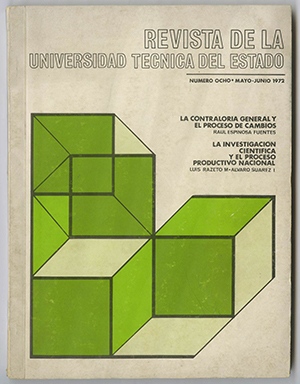 REVISTA DE LA
UNIVERSIDAD TECNICA DEL ESTADO
NUMERO OCHO • MAYO-JUNIO 1972
LA CONTRALORIA GENERAL Y
EL PROCESO DE CAMBIOS
RAUL ESPINOSA FUENTES
LA INVESTIGACION
CIENTIFICA
Y EL PROCESO
PRODUCTIVO NACIONAL
LUIS RAZETO M•ALVARO SUAREZ I